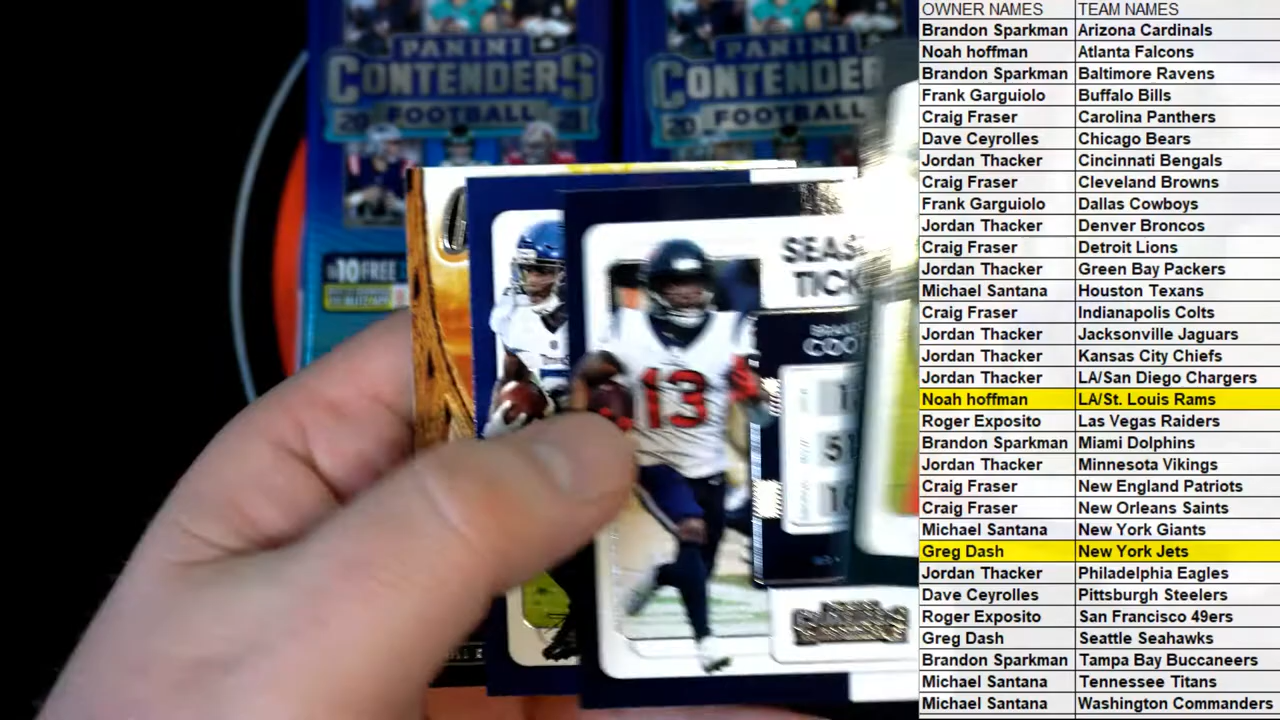 PANINI
CONTENDERS
FOOTBALL
20
PANINI
FOOTBALL
20
10 FREE
13
OWNER NAMES TEAM NAMES
Brandon Sparkman Arizona Cardinals
Noah hoffman Atlanta Falcons
Brandon Sparkman Baltimore Ravens
Frank Garguiolo Buffalo Bills
Craig Fraser Carolina Panthers
Dave Ceyrolles Chicago Bears
Jordan Thacker Cincinnati Bengals
Craig Fraser Cleveland Browns
Frank Garguiolo Dallas Cowboys
Jordan Thacker Denver Broncos
Craig Fraser Detroit Lions
Jordan Thacker Green Bay Packers
Michael Santana Houston Texans
Craig Fraser Indianapolis Colts
Jordan Thacker Jacksonville Jaguars
Jordan Thacker Kansas City Chiefs
Jordan Thacker LA/San Diego Chargers
Noah hoffman LA/St. Louis Rams
Roger Exposito Las Vegas Raiders
Brandon Sparkman Miami Dolphins
Jordan Thacker Minnesota Vikings
Craig Fraser New England Patriots
Craig Fraser New Orleans Saints
Michael Santana New York Giants
Greg Dash New York Jets
Jordan Thacker Philadelphia Eagles
Dave Ceyrolles Pittsburgh Steelers
Roger Exposito San Francisco 49ers
Greg Dash Seattle Seahawks
Brandon Sparkman Tampa Bay Buccaneers
Michael Santana Tennessee Titans
Michael Santana Washington Commanders